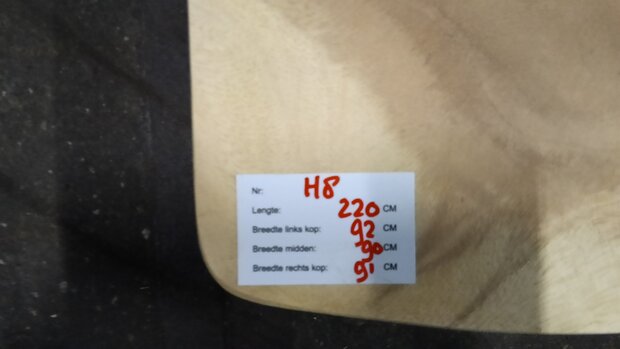 Nr: H8
Lengte: 220 CM
Breedte links kop: 92 CM
Breedte midden: 90 CM
Breedte rechts kop: 91 CM